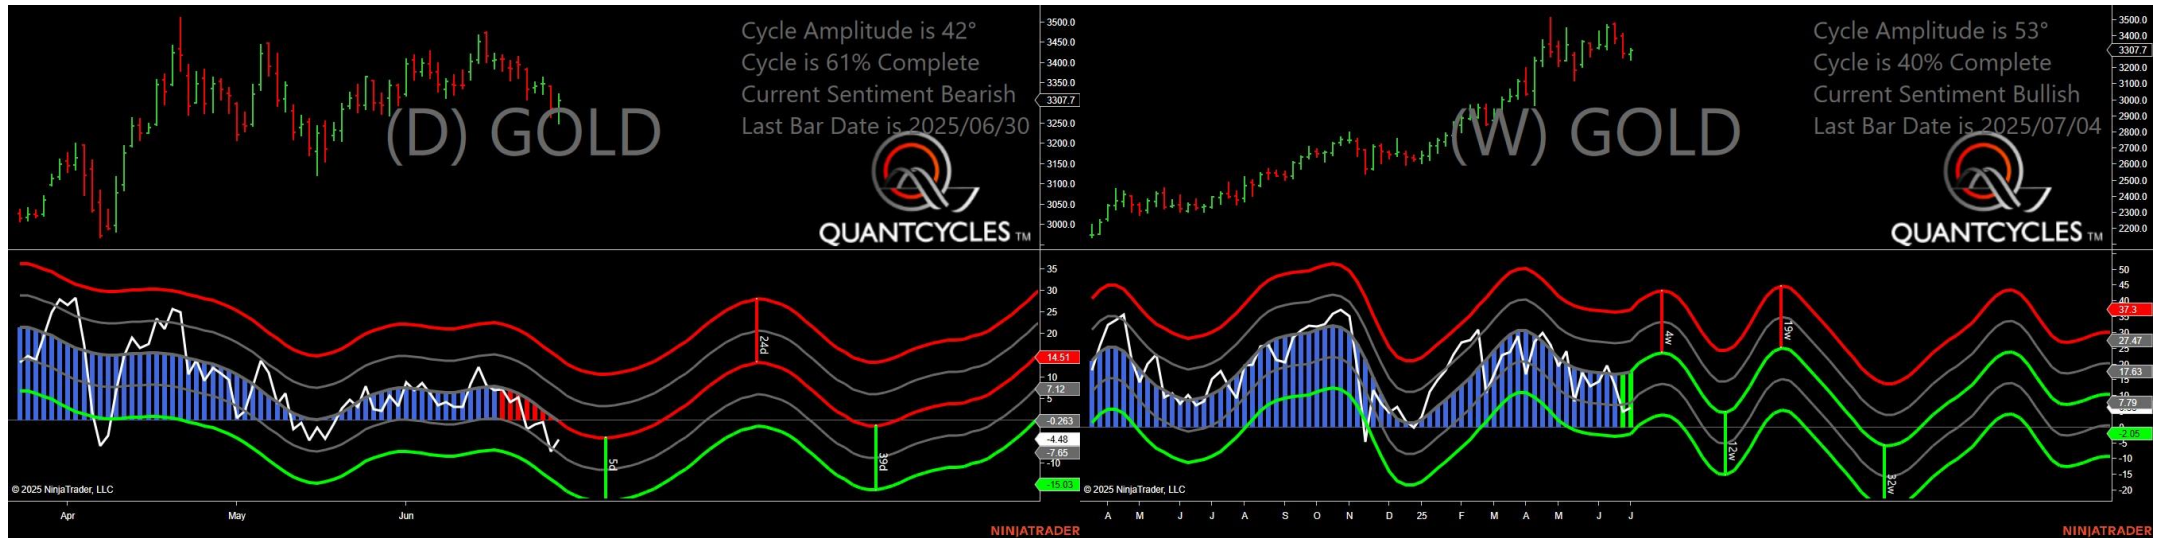 Cycle Amplitude is 42°
Cycle is 61% Complete
Current Sentiment Bearish
Last Bar Date is 2025/06/30
(D) GOLD
QUANTCYCLES TM
3500.0
3450.0
3400.0
3350.0
3307.7
3250.0
3200.0
3150.0
3100.0
3050.0
3000.0
35
30
25
20
14.51
10
7.12
5
-0.263
-4.48
-7.65
-10
-15.03
24d
5d
39d
© 2025 NinjaTrader, LLC
Apr
May
Jun
NINJATRADER
Cycle Amplitude is 53°
Cycle is 40% Complete
Current Sentiment Bullish
Last Bar Date is 2025/07/04
(W) GOLD
QUANTCYCLES TM
3500.0
3400.0
3307.7
3200.0
3100.0
3000.0
2900.0
2800.0
2700.0
2600.0
2500.0
2400.0
2300.0
2200.0
50
45
40
37.3
35
30
27.47
25
17.63
15
7.79
-2.05
-5
-10
-15
-20
4w
19w
12w
32w
© 2025 NinjaTrader, LLC
A M J J A S O N D 25 F M A M J J
NINJATRADER